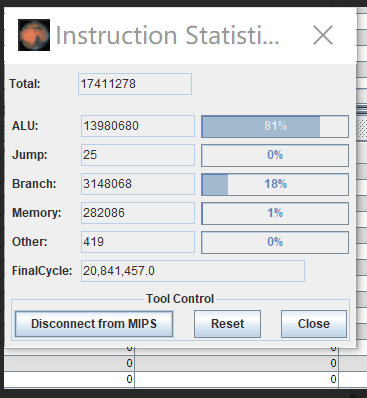 Instruction Statisti...
Total: 17411278
ALU: 13980680 81%
Jump: 25 0%
Branch: 3148068 18%
Memory: 282086 1%
Other: 419 0%
FinalCycle: 20,841,457.0
Tool Control
Disconnect from MIPS Reset Close
0 0
0 0
0 0